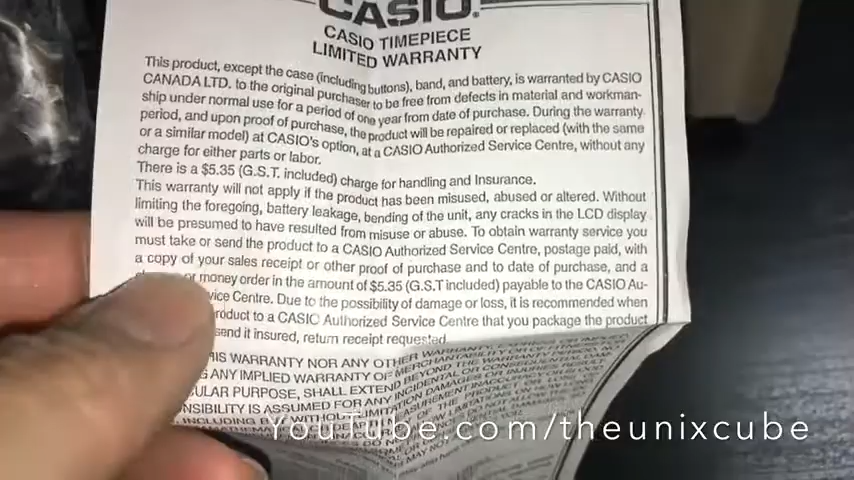 CASIO
CASIO TIMEPIECE
LIMITED WARRANTY
This product, except the case (including buttons), band, and battery, is warranted by CASIO
CANADA LTD. to the original purchaser to be free from defects in material and workman-
ship under normal use for a period of one year from date of purchase. During the warranty
period, and upon proof of purchase, the product will be repaired or replaced (with the same
or a similar model) at CASIO's option, at a CASIO Authorized Service Centre, without any
charge for either parts or labor.
There is a $5.35 (G.S.T. included) charge for handling and Insurance.
This warranty will not apply if the product has been misused, abused or altered. Without
limiting the foregoing, battery leakage, bending of the unit, any cracks in the LCD display
will be presumed to have resulted from misuse or abuse. To obtain warranty service you
must take or send the product to a CASIO Authorized Service Centre, postage paid, with
a copy of your sales receipt or other proof of purchase and to date of purchase, and a
or money order in the amount of $5.35 (G.S.T included) payable to the CASIO Au-
vice Centre. Due to the possibility of damage or loss, it is recommended when
roduct to a CASIO Authorized Service Centre that you package the product
send it insured, return receipt requested
HIS WARRANTY NOR ANY OTHER
ANY IMPLIED WARRANTY OF MERCHANTABILITY OR
ULAR PURPOSE, SHALL EXTEND BEYOND THE WARRANTY
NSIBILITY IS ASSUMED FOR ANY INCIDENTAL OR CONSEQUENTIAL
INCLUDING WITHOUT LIMITATION DAMAGES
YouTube.com/theunixcube